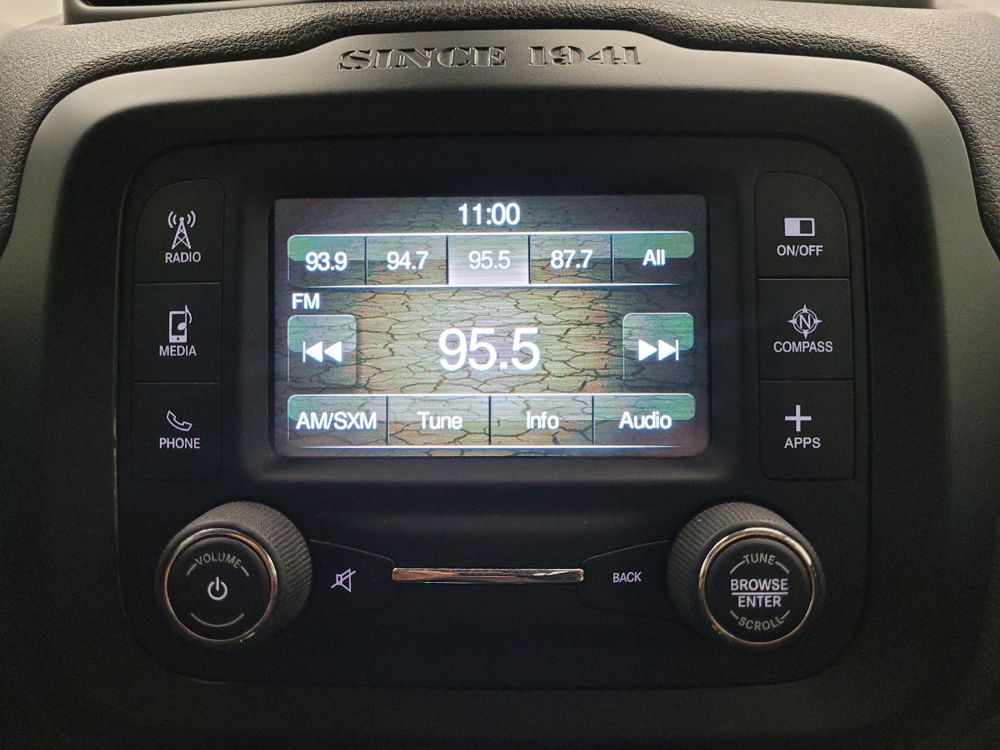 SINCE 1941
11:00
93.9 94.7 95.5 87.7 All
FM
95.5
AM/SXM Tune Info Audio
RADIO
MEDIA
PHONE
ON/OFF
N
COMPASS
APPS
VOLUME
BACK
TUNE
BROWSE
ENTER
SCROLL